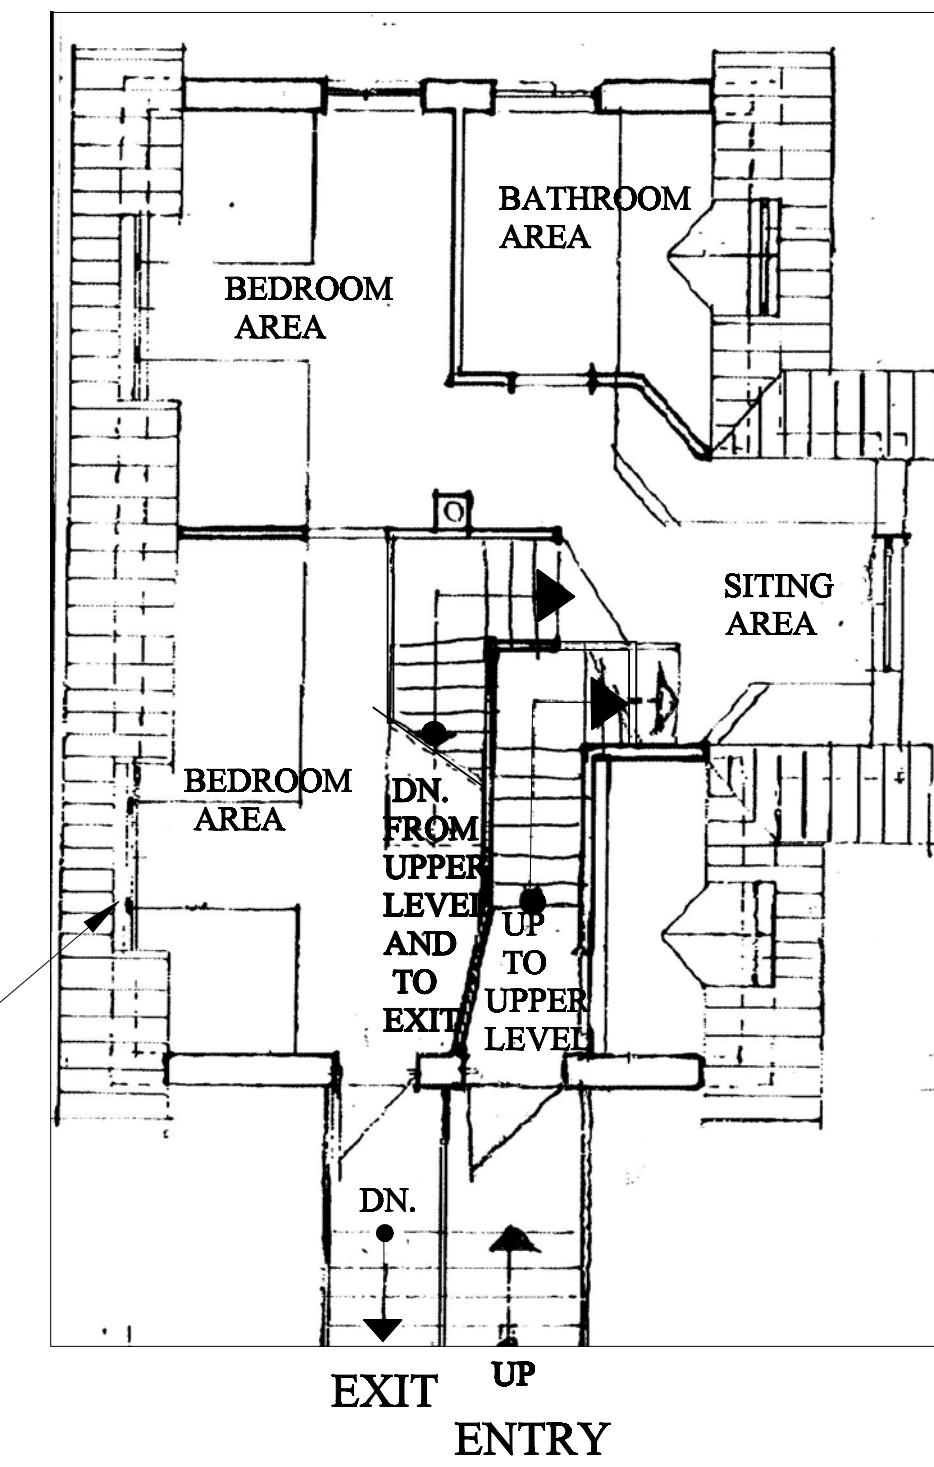 BATHROOM
AREA
BEDROOM
AREA
SITING
AREA
BEDROOM
AREA
DN.
FROM
UPPER
LEVEL
AND
TO
EXIT
UP
TO
UPPER
LEVEL
DN.
UP
EXIT
ENTRY